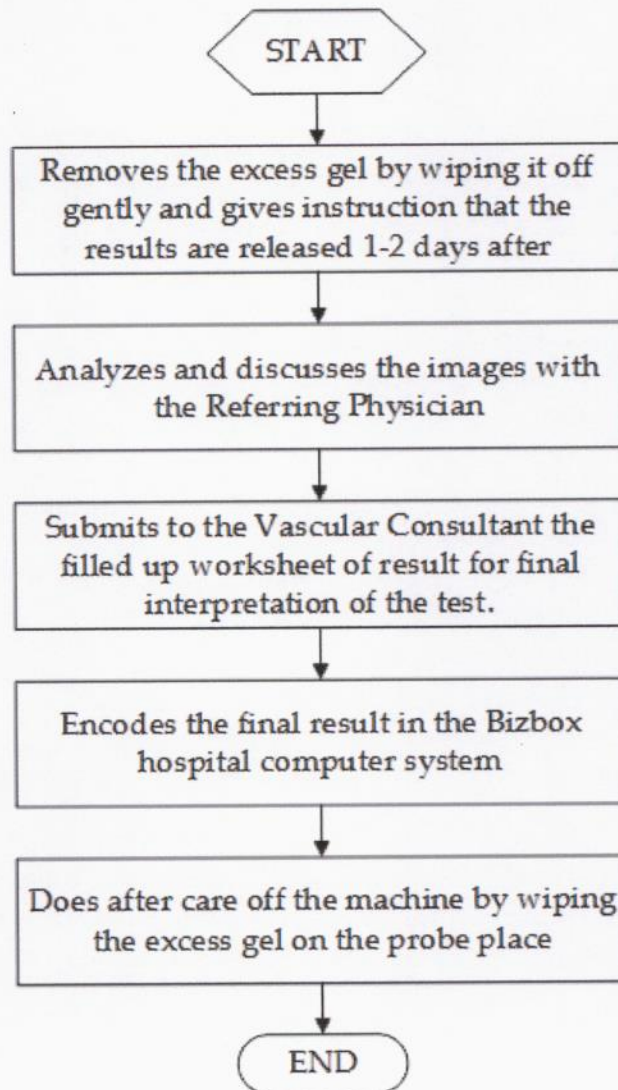 START
Removes the excess gel by wiping it off
gently and gives instruction that the
results are released 1-2 days after
Analyzes and discusses the images with
the Referring Physician
Submits to the Vascular Consultant the
filled up worksheet of result for final
interpretation of the test.
Encodes the final result in the Bizbox
hospital computer system
Does after care off the machine by wiping
the excess gel on the probe place
END